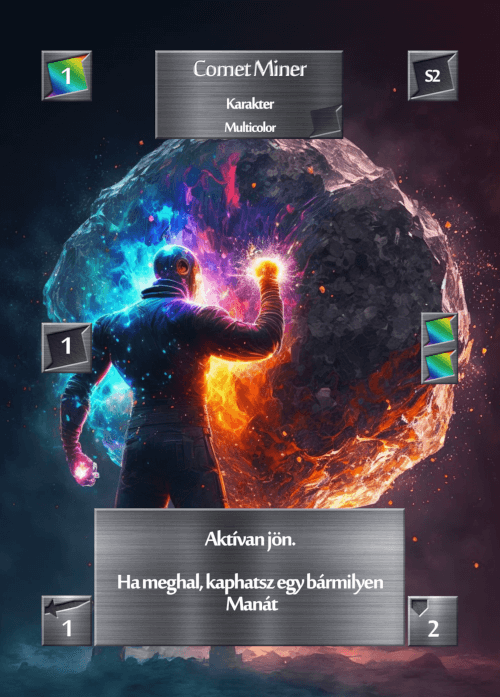 1
Comet Miner
S2
Karakter
Multicolor
1
Aktívan jön.
Ha meghal, kaphatsz egy bármilyen
Manát
1
2